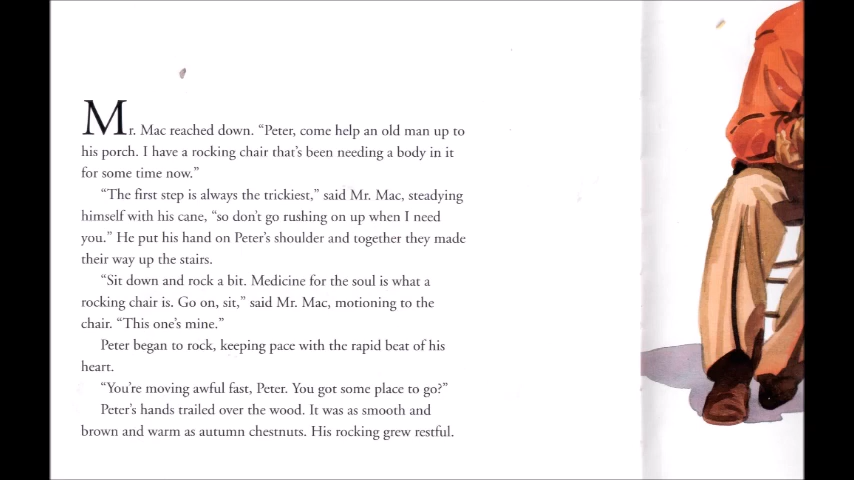 Mr. Mac reached down. “Peter, come help an old man up to
his porch. I have a rocking chair that’s been needing a body in it
for some time now.”
“The first step is always the trickiest,” said Mr. Mac, steadying
himself with his cane, “so don’t go rushing on up when I need
you.” He put his hand on Peter’s shoulder and together they made
their way up the stairs.
“Sit down and rock a bit. Medicine for the soul is what a
rocking chair is. Go on, sit,” said Mr. Mac, motioning to the
chair. “This one’s mine.”
Peter began to rock, keeping pace with the rapid beat of his
heart.
“You’re moving awful fast, Peter. You got some place to go?”
Peter’s hands trailed over the wood. It was as smooth and
brown and warm as autumn chestnuts. His rocking grew restful.